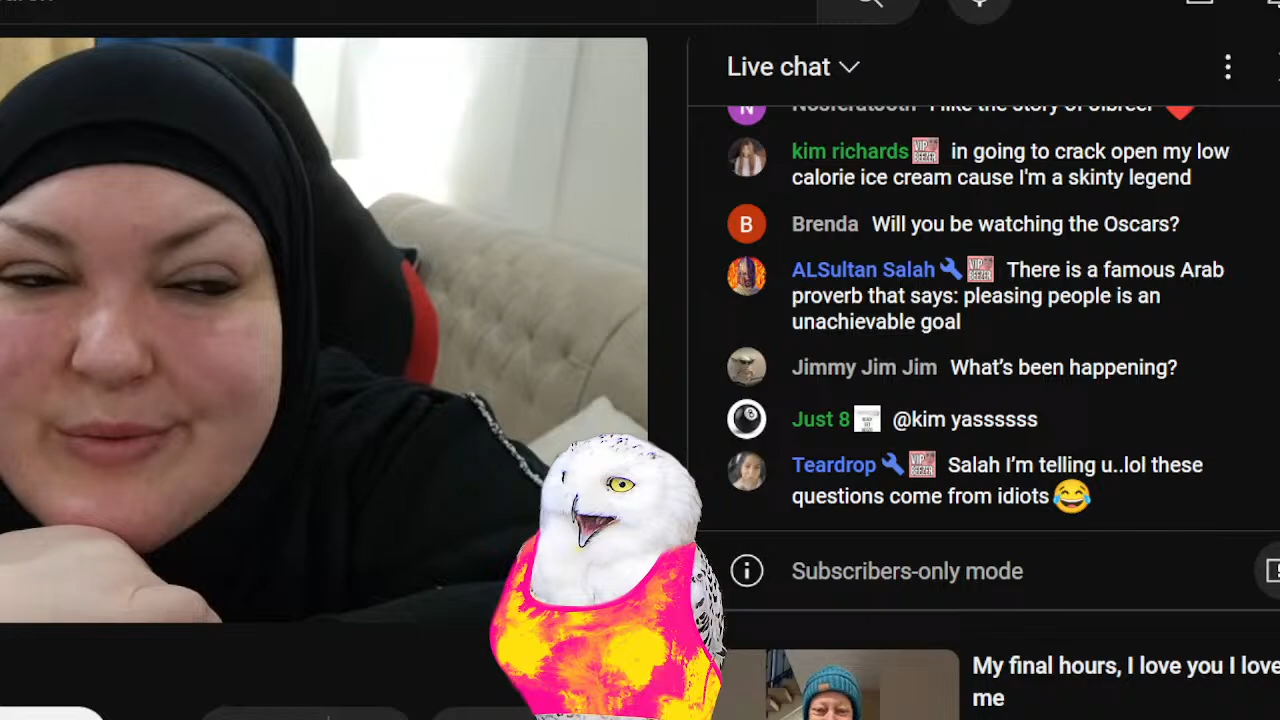 Live chat
kim richards in going to crack open my low
calorie ice cream cause I'm a skinty legend
B Brenda Will you be watching the Oscars?
ALSultan Salah There is a famous Arab
proverb that says: pleasing people is an
unachievable goal
Jimmy Jim Jim What's been happening?
8 Just 8 @kim yassssss
Teardrop Salah I'm telling u..lol these
questions come from idiots
Subscribers-only mode
My final hours, I love you I love
me